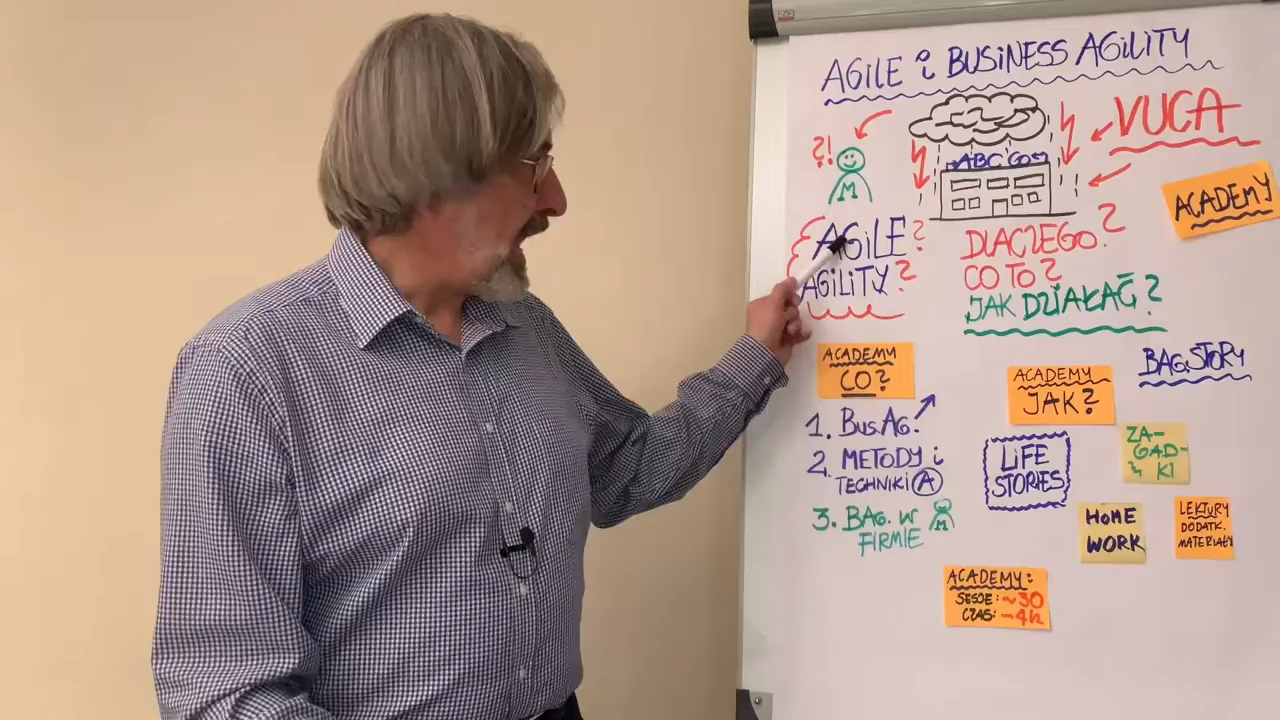 AGILE i BUSINESS AGILITY
VUCA
?!
ABC COM
M
!
ACADEMY
AGILE ?
AGILITY?
DLACZEGO?
CO TO?
JAK DZIAŁAĆ?
ACADEMY
CO?
1. BUS.AG.
2. METODY i
TECHNIKI A
3. BAG. W
FIRMIE
M
ACADEMY
JAK?
BAG.STORY
LIFE
STORIES
ZA-
GAD-
KI
HOME
WORK
LEKTURY
DODATK.
MATERIAŁY
ACADEMY:
SESJE: ~30
CZAS: ~4h